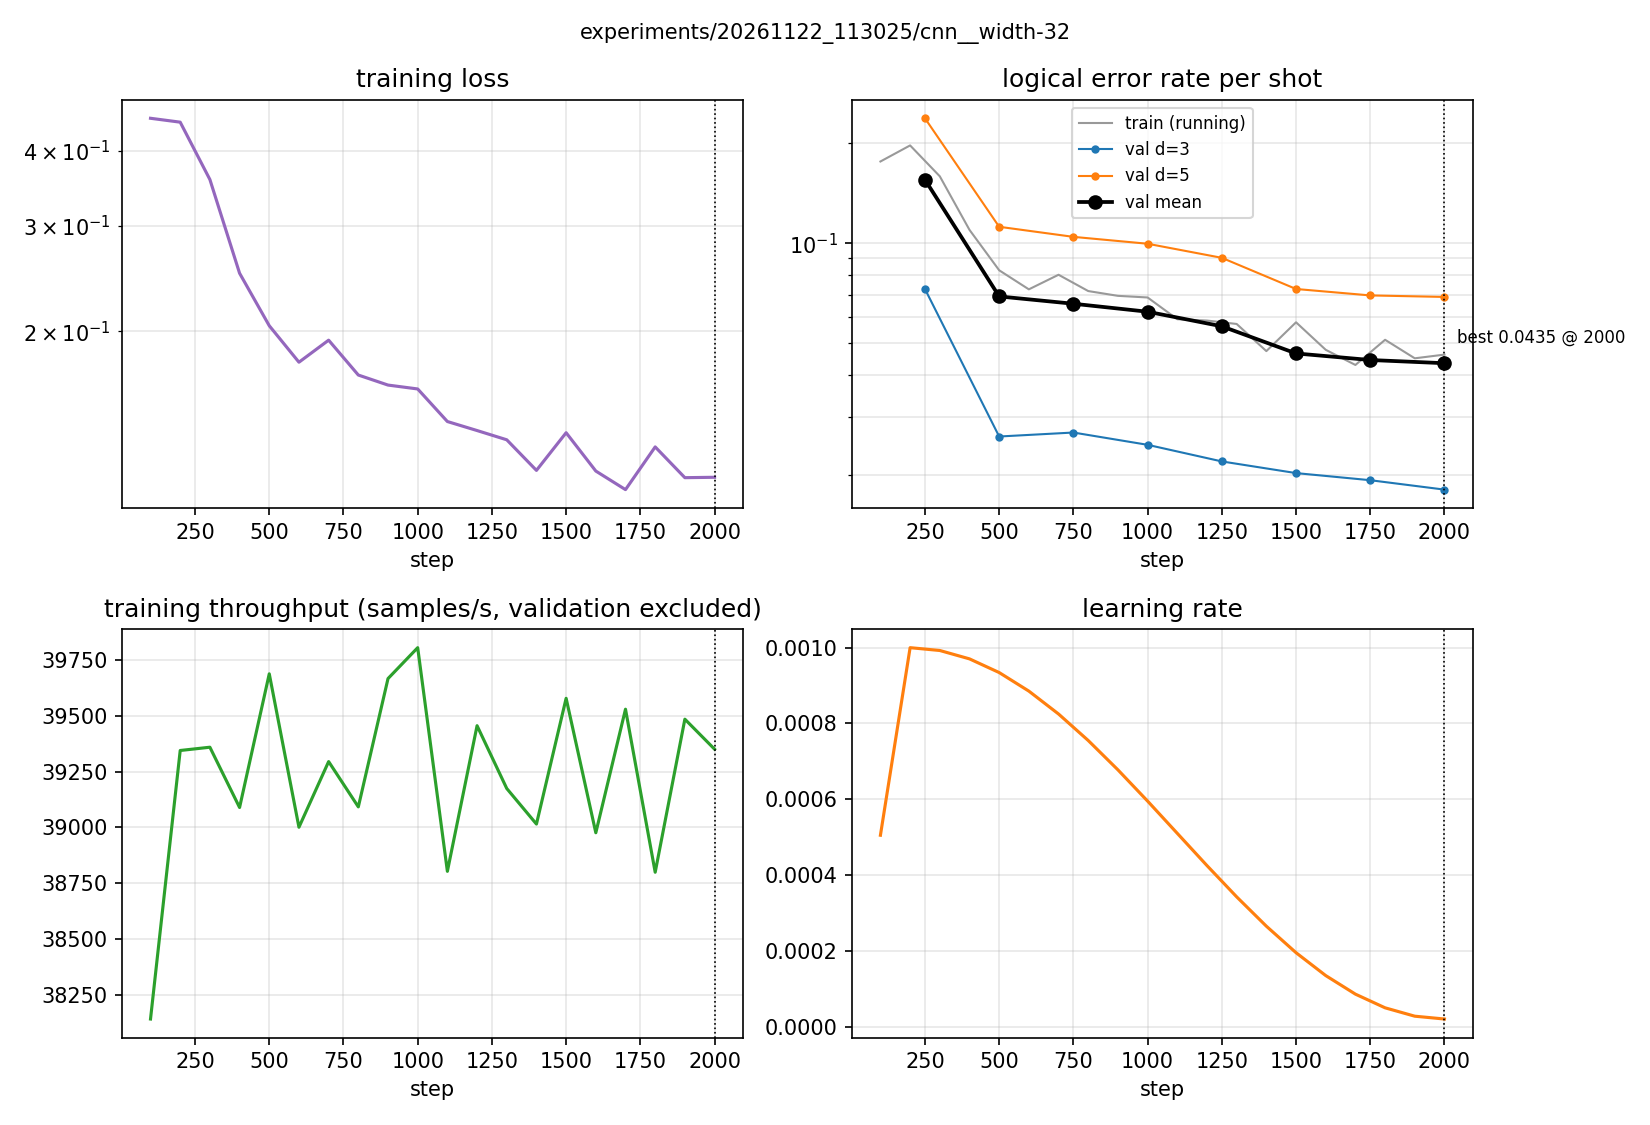 experiments/20261122_113025/cnn__width-32
training loss
4 × 10⁻¹
3 × 10⁻¹
2 × 10⁻¹
250 500 750 1000 1250 1500 1750 2000
step
logical error rate per shot
train (running)
val d=3
val d=5
val mean
10⁻¹
best 0.0435 @ 2000
250 500 750 1000 1250 1500 1750 2000
step
training throughput (samples/s, validation excluded)
39750
39500
39250
39000
38750
38500
38250
250 500 750 1000 1250 1500 1750 2000
step
learning rate
0.0010
0.0008
0.0006
0.0004
0.0002
0.0000
250 500 750 1000 1250 1500 1750 2000
step